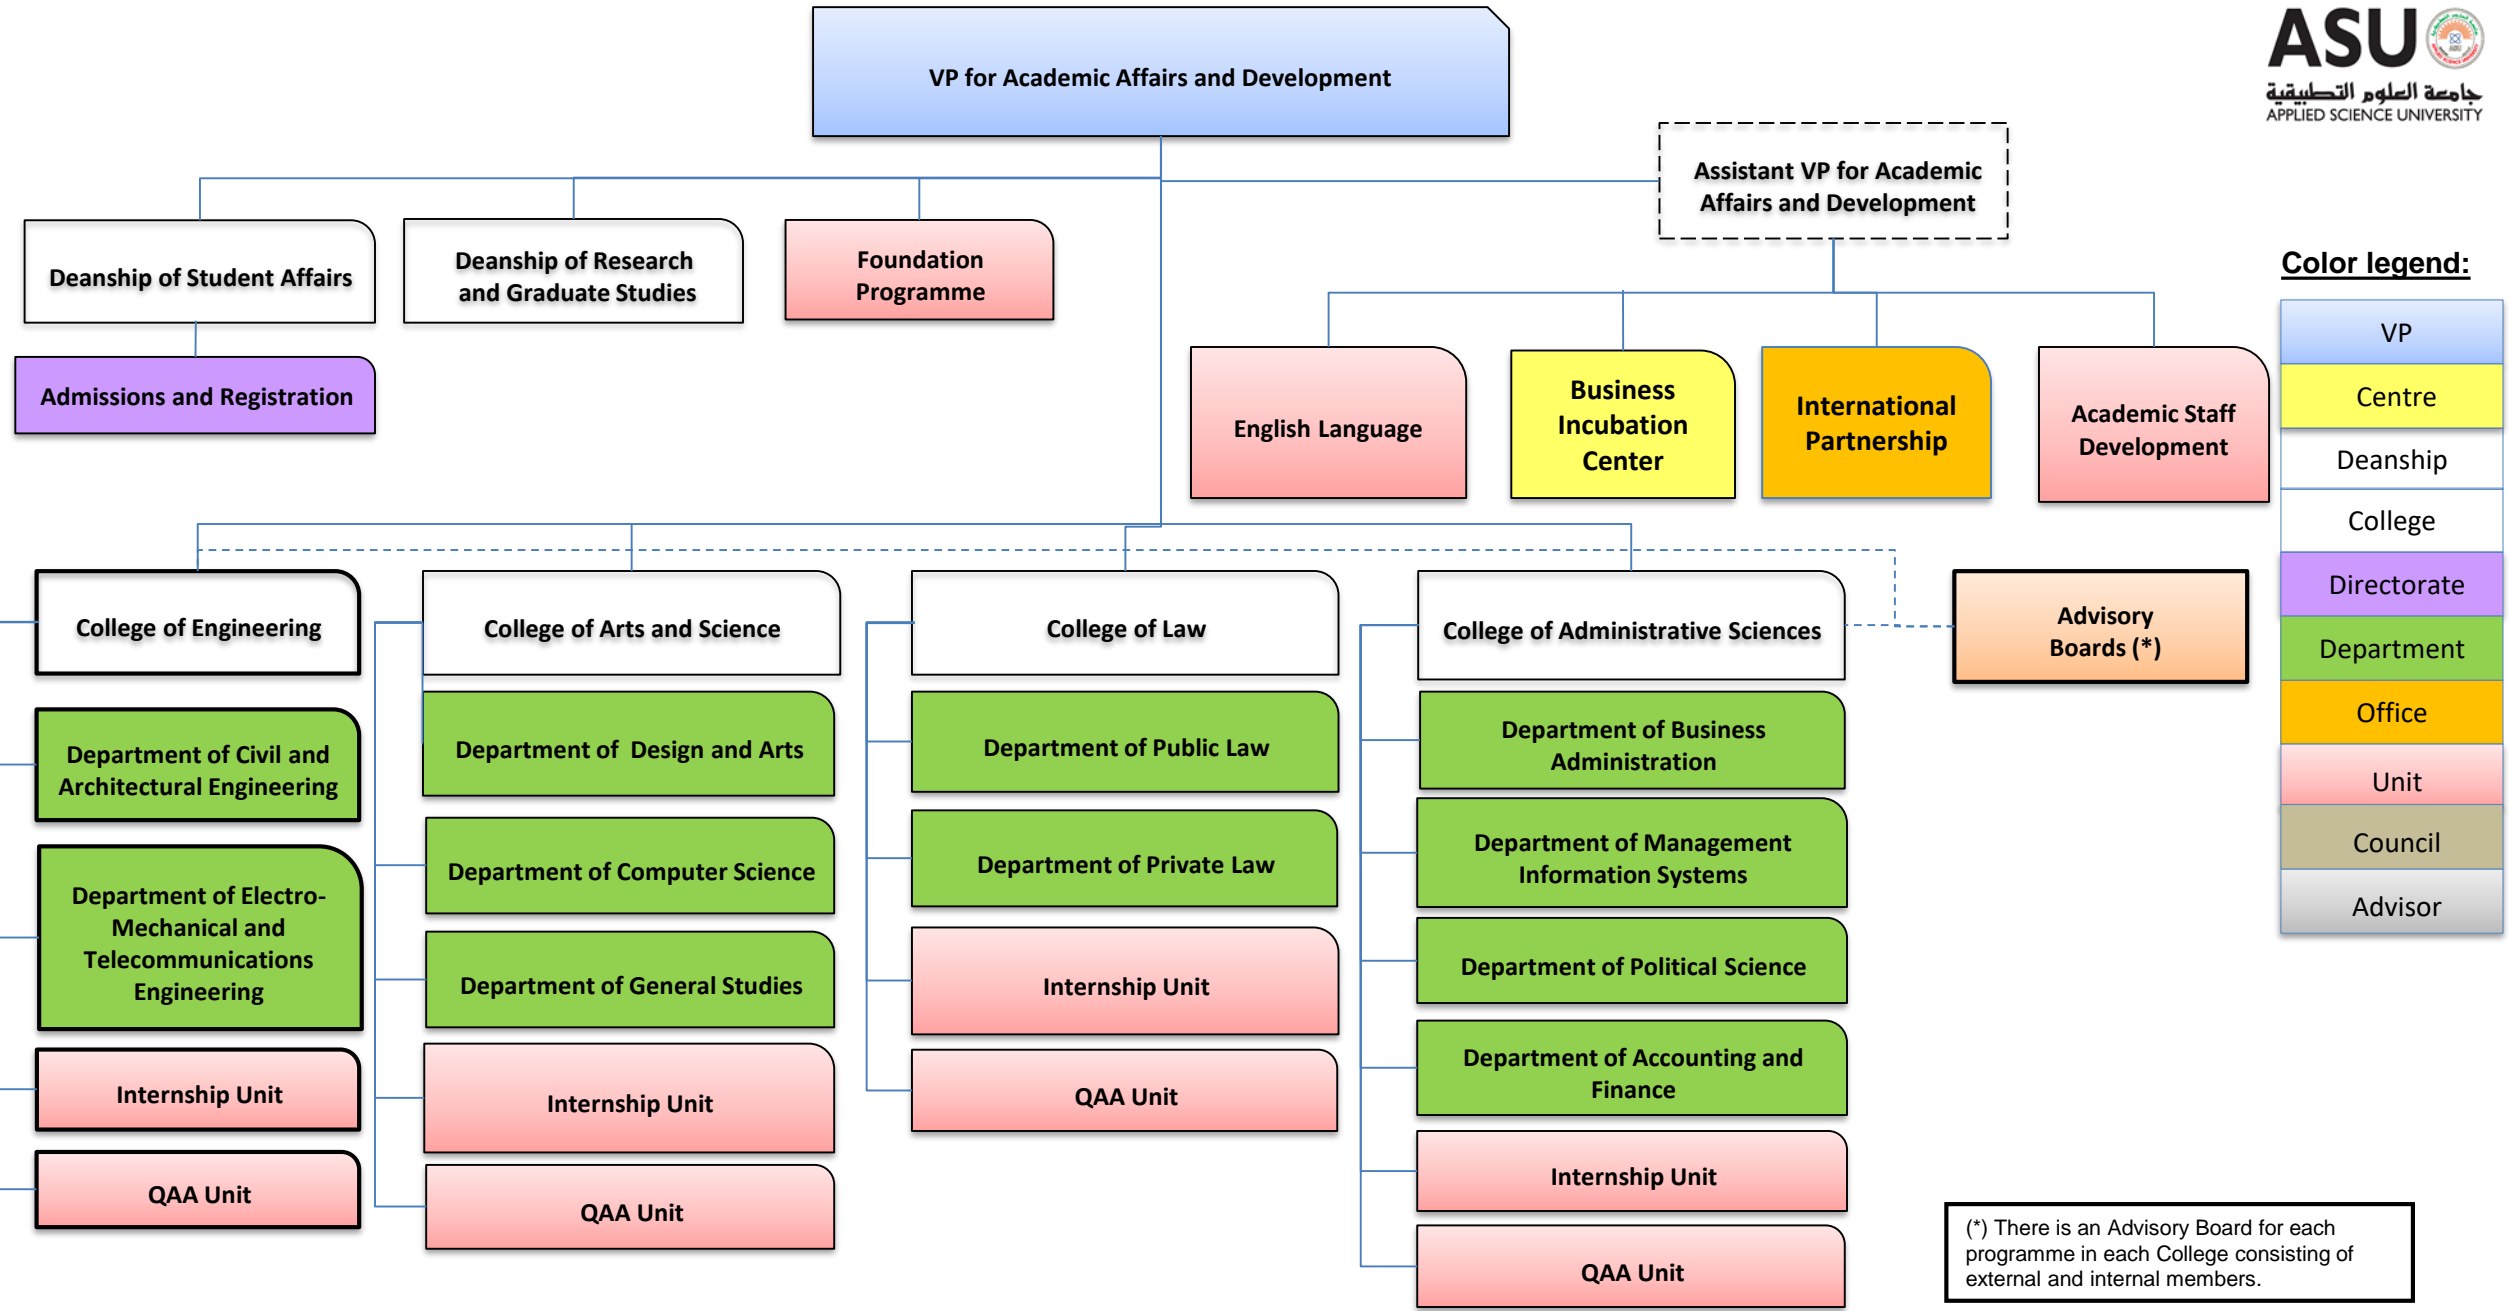 VP for Academic Affairs and Development
ASU
جامعة العلوم التطبيقية
APPLIED SCIENCE UNIVERSITY
Assistant VP for Academic
Affairs and Development
Deanship of Student Affairs
Deanship of Research
and Graduate Studies
Foundation
Programme
Admissions and Registration
English Language
Business
Incubation
Center
International
Partnership
Academic Staff
Development
Color legend:
VP
Centre
Deanship
College
Directorate
Department
Office
Unit
Council
Advisor
College of Engineering
Department of Civil and
Architectural Engineering
Department of Electro-
Mechanical and
Telecommunications
Engineering
Internship Unit
QAA Unit
College of Arts and Science
Department of  Design and Arts
Department of Computer Science
Department of General Studies
Internship Unit
QAA Unit
College of Law
Department of Public Law
Department of Private Law
Internship Unit
QAA Unit
College of Administrative Sciences
Department of Business
Administration
Department of Management
Information Systems
Department of Political Science
Department of Accounting and
Finance
Internship Unit
QAA Unit
Advisory
Boards (*)
(*) There is an Advisory Board for each
programme in each College consisting of
external and internal members.